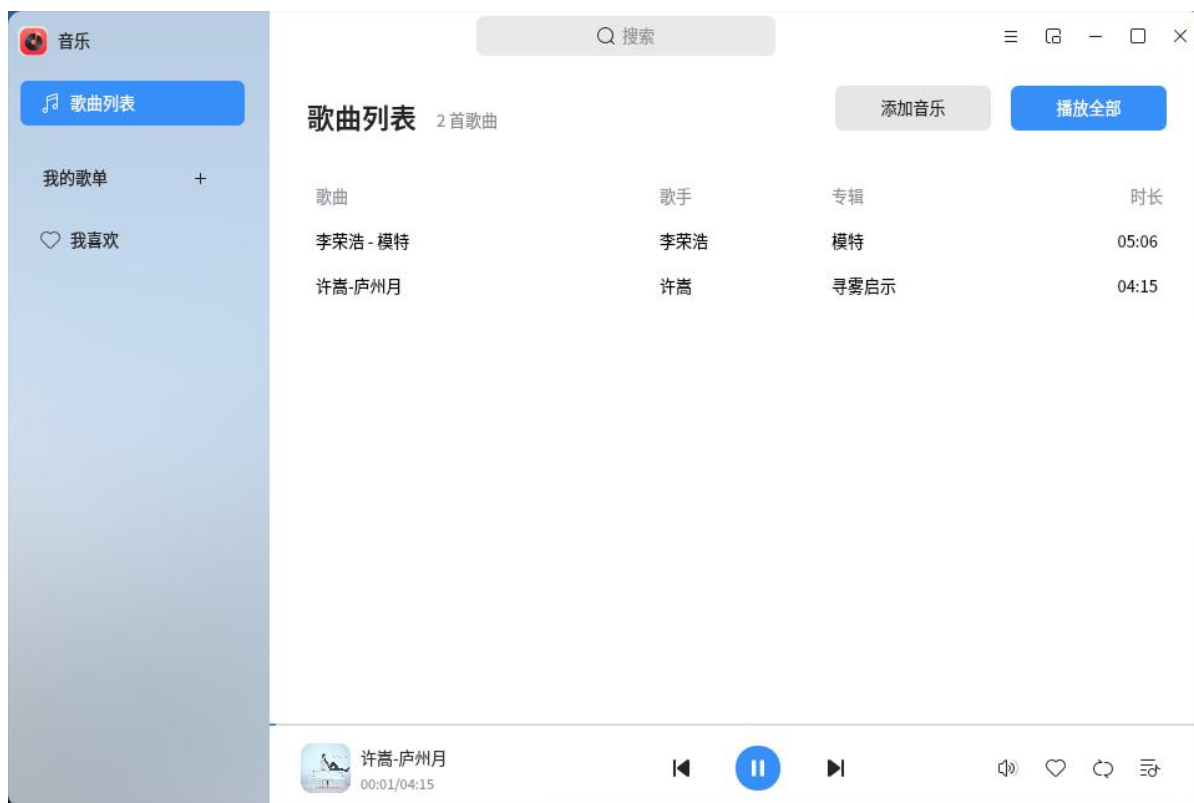 音乐
搜索
歌曲列表
歌曲列表 2 首歌曲
添加音乐
播放全部
我的歌单 +
我喜欢
歌曲 歌手 专辑 时长
李荣浩 - 模特 李荣浩 模特 05:06
许嵩-庐州月 许嵩 寻雾启示 04:15
许嵩-庐州月
00:01/04:15